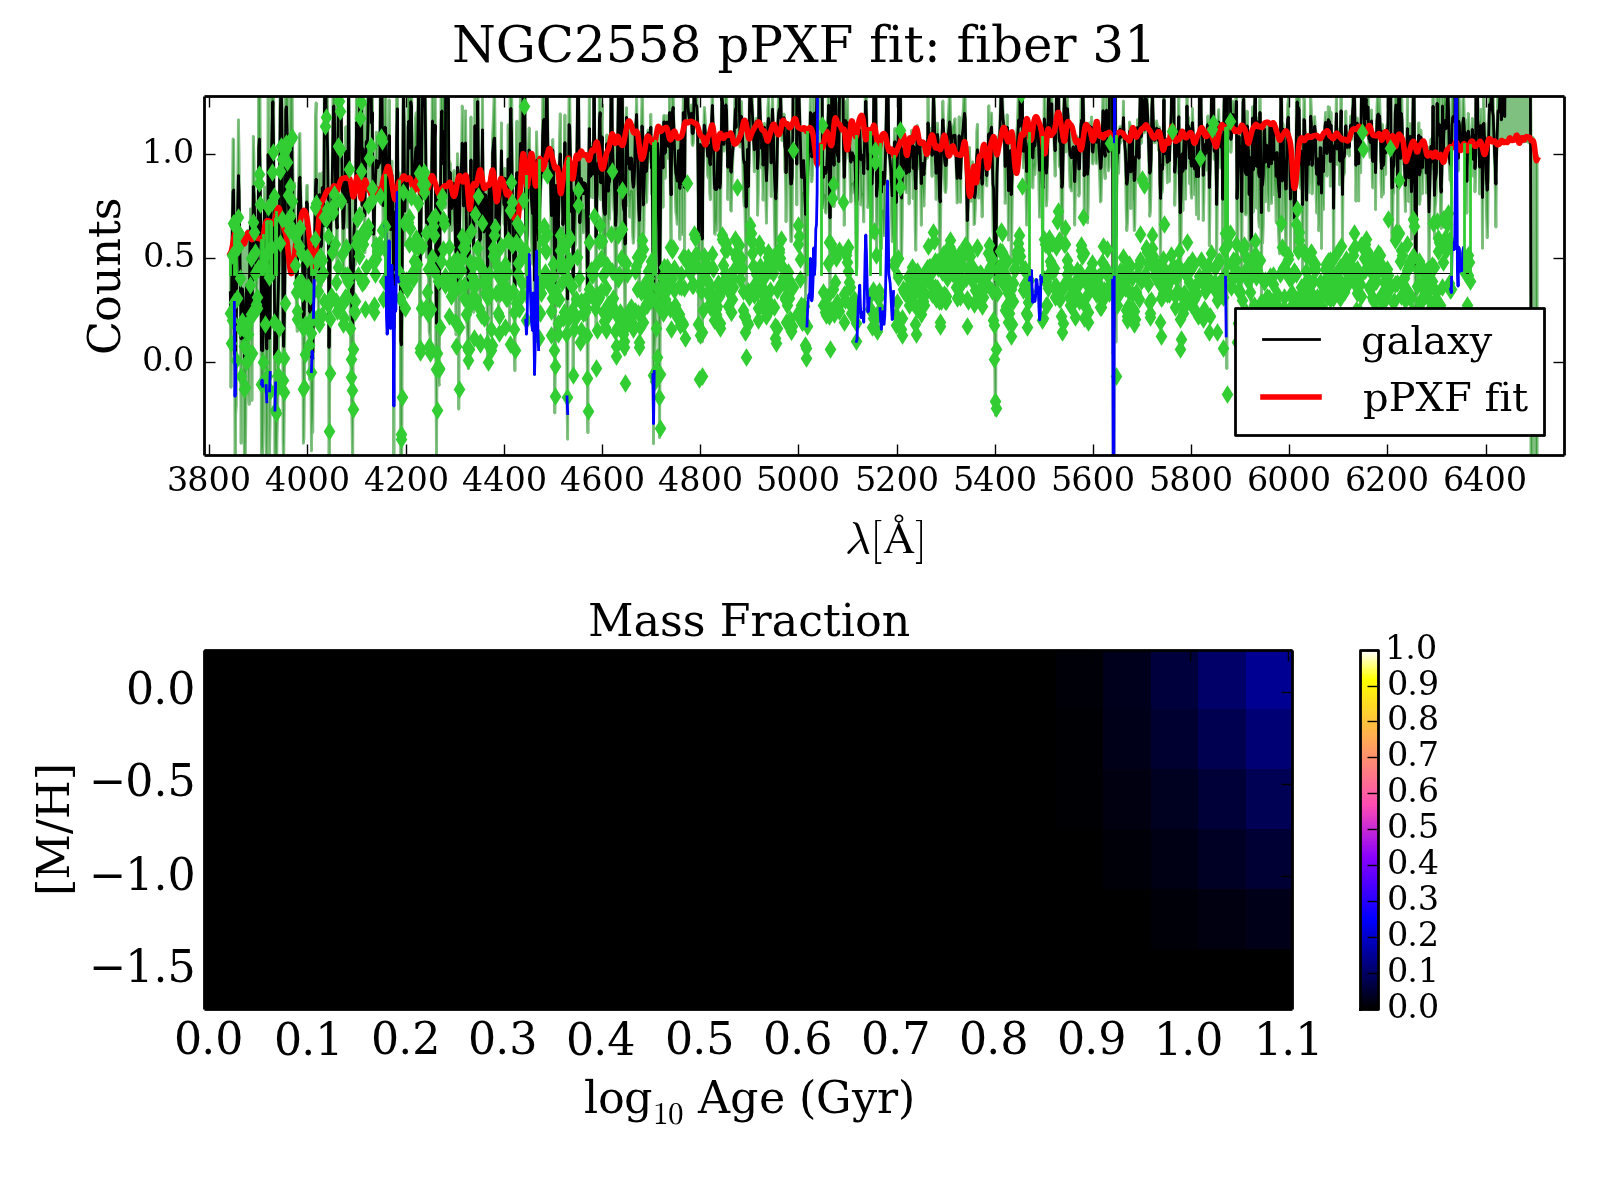 NGC2558 pPXF fit: fiber 31
Counts
1.0
0.5
0.0
galaxy
pPXF fit
3800 4000 4200 4400 4600 4800 5000 5200 5400 5600 5800 6000 6200 6400
λ[Å]
Mass Fraction
[M/H]
0.0
−0.5
−1.0
−1.5
0.0 0.1 0.2 0.3 0.4 0.5 0.6 0.7 0.8 0.9 1.0 1.1
log₁₀ Age (Gyr)
1.0
0.9
0.8
0.7
0.6
0.5
0.4
0.3
0.2
0.1
0.0